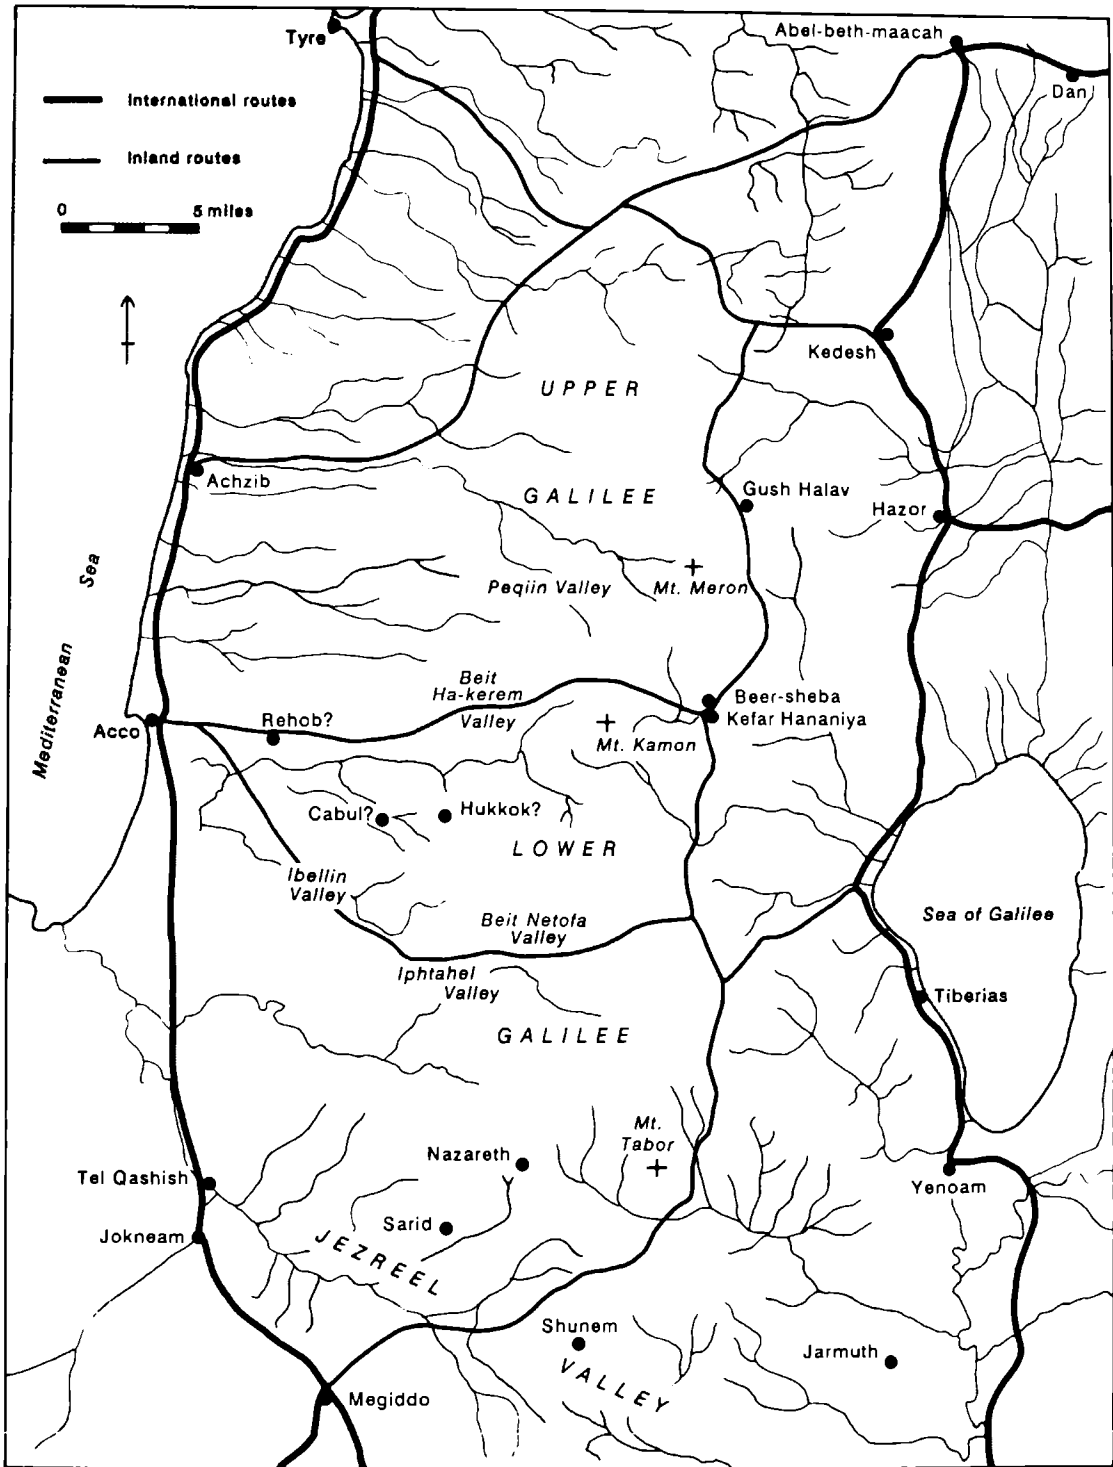 Tyre
Abel-beth-maacah
Dan
International routes
Inland routes
0 5 miles
Kedesh
UPPER
Achzib
GALILEE
Gush Halav
Hazor
Mediterranean Sea
Peqiin Valley
Mt. Meron
Beit
Ha-kerem
Valley
Beer-sheba
Kefar Hananiya
Acco
Rehob?
Mt. Kamon
Cabul?
Hukkok?
LOWER
Ibellin
Valley
Beit Netofa
Valley
Sea of Galilee
Iphtahel
Valley
Tiberias
GALILEE
Mt.
Tabor
Nazareth
Tel Qashish
Yenoam
Sarid
Jokneam
JEZREEL
Shunem
Jarmuth
VALLEY
Megiddo